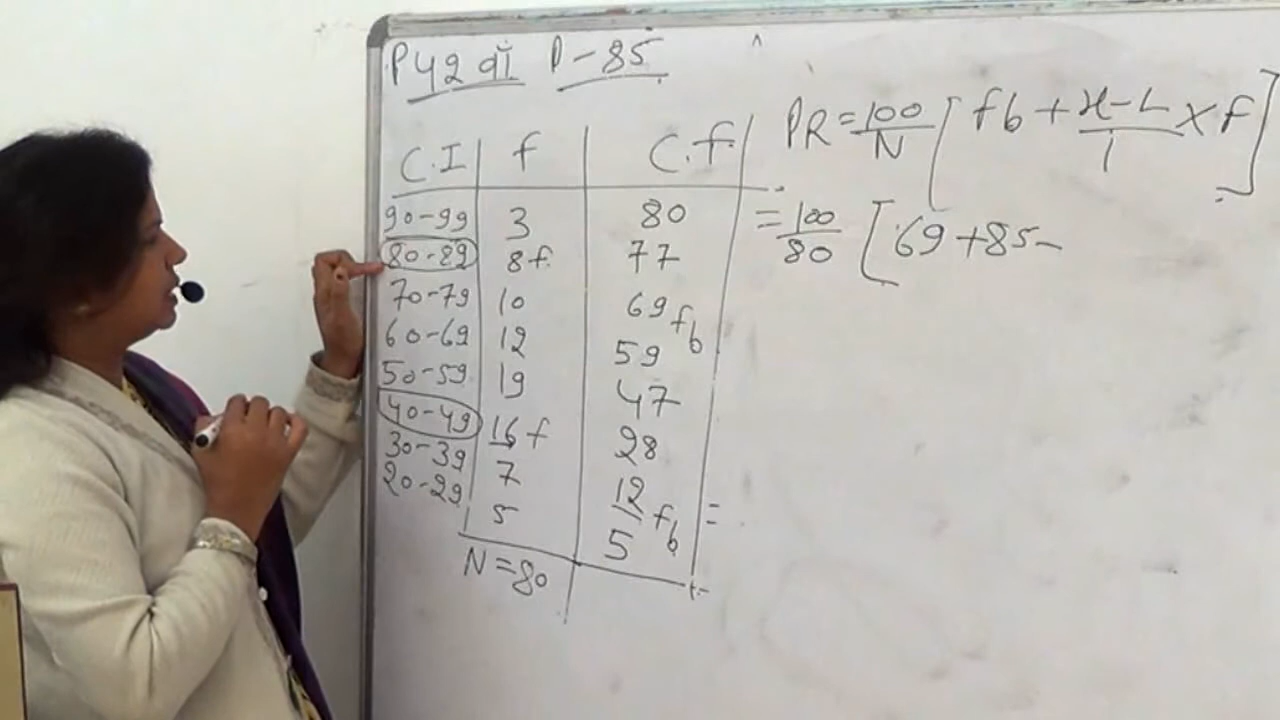 P42 वॉ P-85
C.I f C.f.
90-99 3 80
80-89 8f. 77
70-79 10 69 fb
60-69 12 59
50-59 19 47
40-49 16 f 28
30-39 7 12 fb =
20-29 5 5
N=80
PR=100/N [fb+x-L/i×f]
=100/80 [69+85-